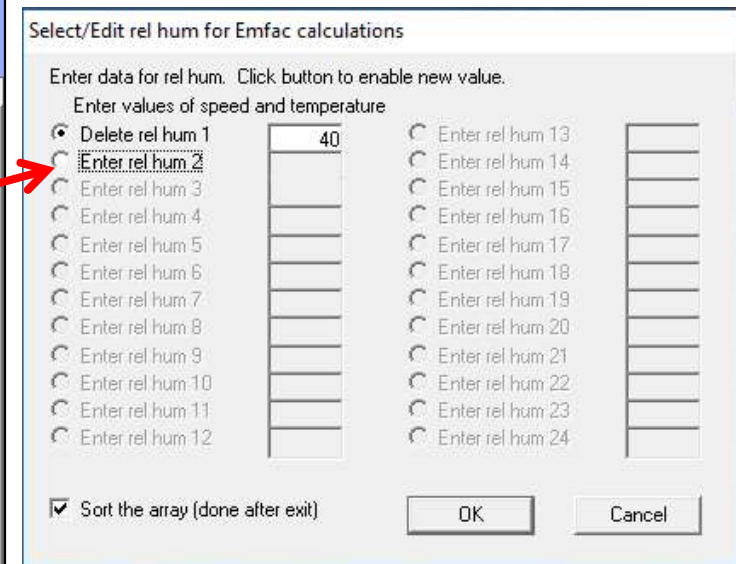 Select/Edit rel hum for Emfac calculations
Enter data for rel hum. Click button to enable new value.
Enter values of speed and temperature
Delete rel hum 1 40
Enter rel hum 2
Enter rel hum 3
Enter rel hum 4
Enter rel hum 5
Enter rel hum 6
Enter rel hum 7
Enter rel hum 8
Enter rel hum 9
Enter rel hum 10
Enter rel hum 11
Enter rel hum 12
Enter rel hum 13
Enter rel hum 14
Enter rel hum 15
Enter rel hum 16
Enter rel hum 17
Enter rel hum 18
Enter rel hum 19
Enter rel hum 20
Enter rel hum 21
Enter rel hum 22
Enter rel hum 23
Enter rel hum 24
Sort the array (done after exit)
OK
Cancel